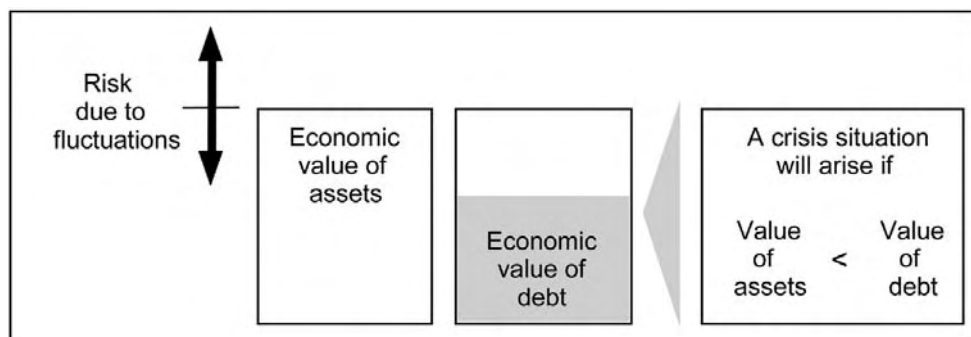 Risk
due to
fluctuations
Economic
value of
assets
Economic
value of
debt
A crisis situation
will arise if
Value
of
assets
<
Value
of
debt